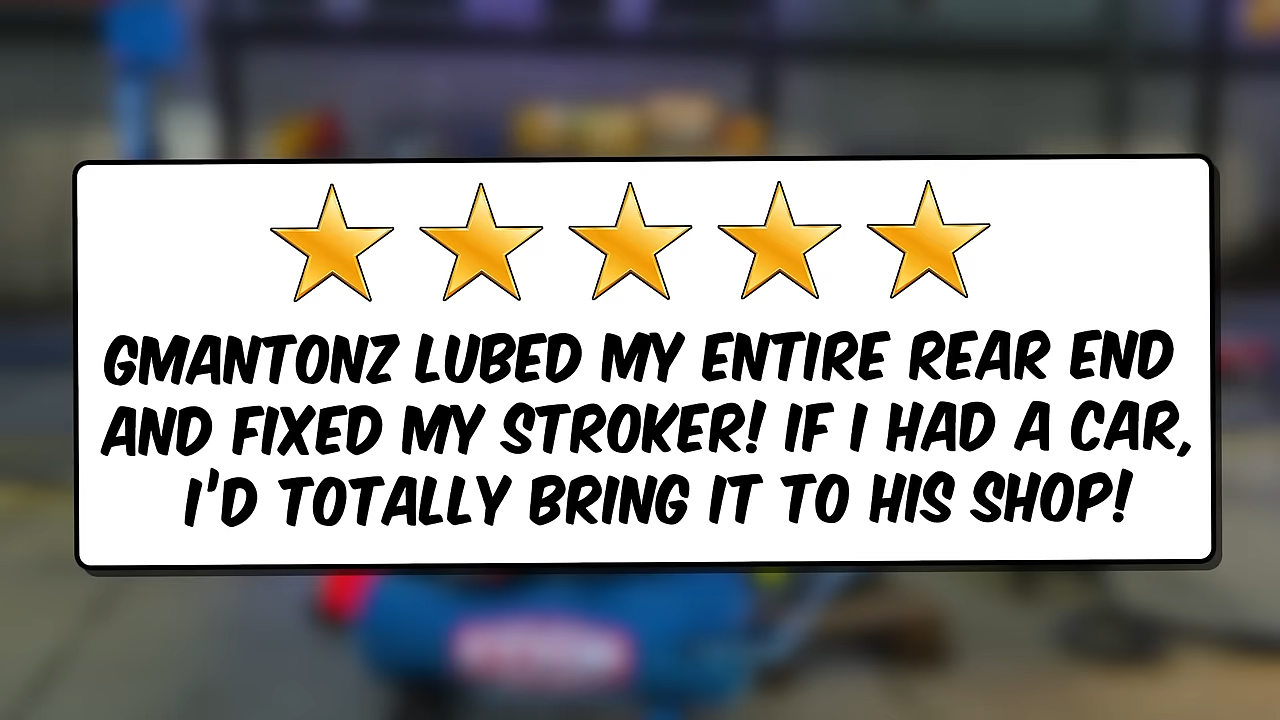 GMANTONZ LUBED MY ENTIRE REAR END
AND FIXED MY STROKER! IF I HAD A CAR,
I'D TOTALLY BRING IT TO HIS SHOP!